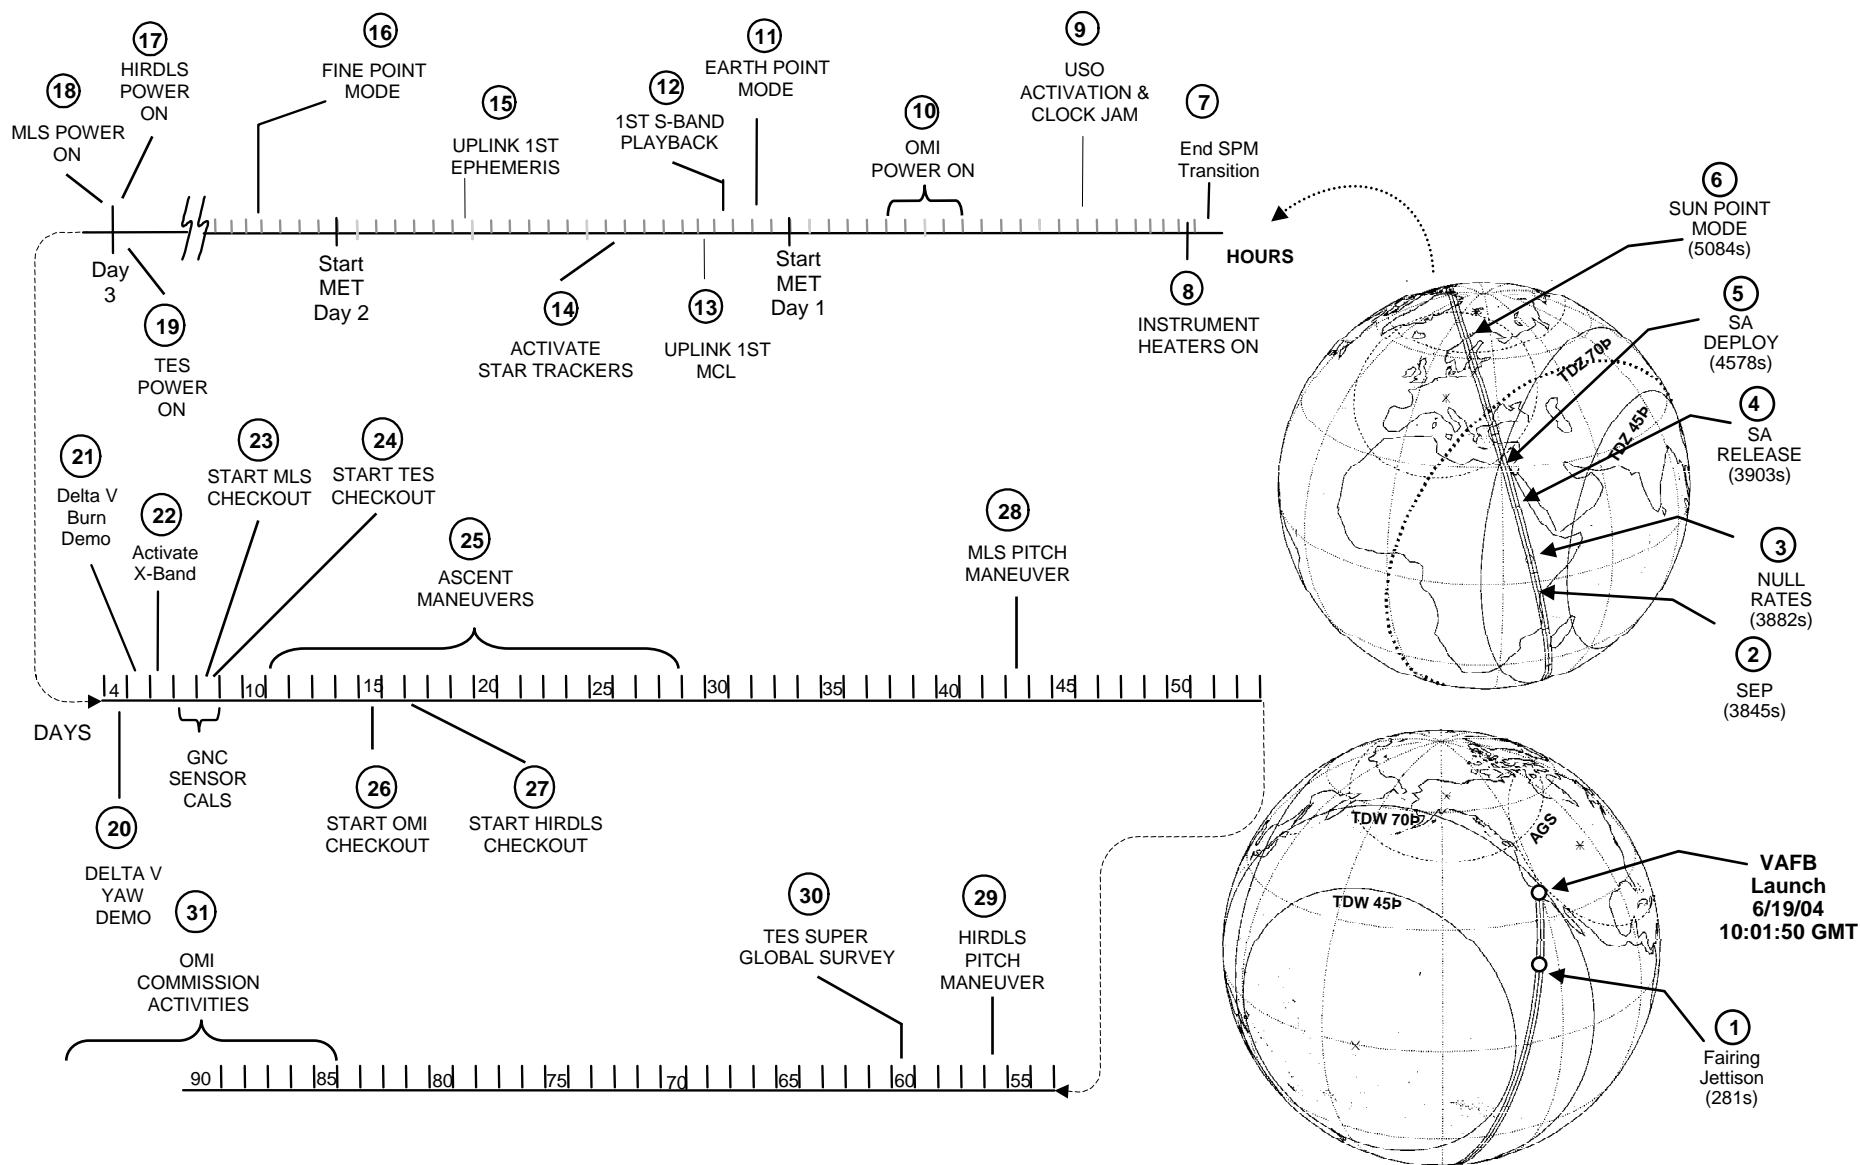 17
HIRDLS
POWER
ON
18
MLS POWER
ON
16
FINE POINT
MODE
15
UPLINK 1ST
EPHEMERIS
12
1ST S-BAND
PLAYBACK
11
EARTH POINT
MODE
10
OMI
POWER ON
9
USO
ACTIVATION &
CLOCK JAM
7
End SPM
Transition
Day
3
19
TES
POWER
ON
Start
MET
Day 2
14
ACTIVATE
STAR TRACKERS
13
UPLINK 1ST
MCL
Start
MET
Day 1
8
INSTRUMENT
HEATERS ON
HOURS
6
SUN POINT
MODE
(5084s)
5
SA
DEPLOY
(4578s)
4
SA
RELEASE
(3903s)
3
NULL
RATES
(3882s)
2
SEP
(3845s)
TDZ 70Þ
TDZ 45Þ
21
Delta V
Burn
Demo
22
Activate
X-Band
23
START MLS
CHECKOUT
24
START TES
CHECKOUT
25
ASCENT
MANEUVERS
28
MLS PITCH
MANEUVER
4 10 15 20 25 30 35 40 45 50
DAYS
20
DELTA V
YAW
DEMO
GNC
SENSOR
CALS
26
START OMI
CHECKOUT
27
START HIRDLS
CHECKOUT
31
OMI
COMMISSION
ACTIVITIES
30
TES SUPER
GLOBAL SURVEY
29
HIRDLS
PITCH
MANEUVER
90 85 80 75 70 65 60 55
TDW 70Þ
AGS
TDW 45Þ
VAFB
Launch
6/19/04
10:01:50 GMT
1
Fairing
Jettison
(281s)